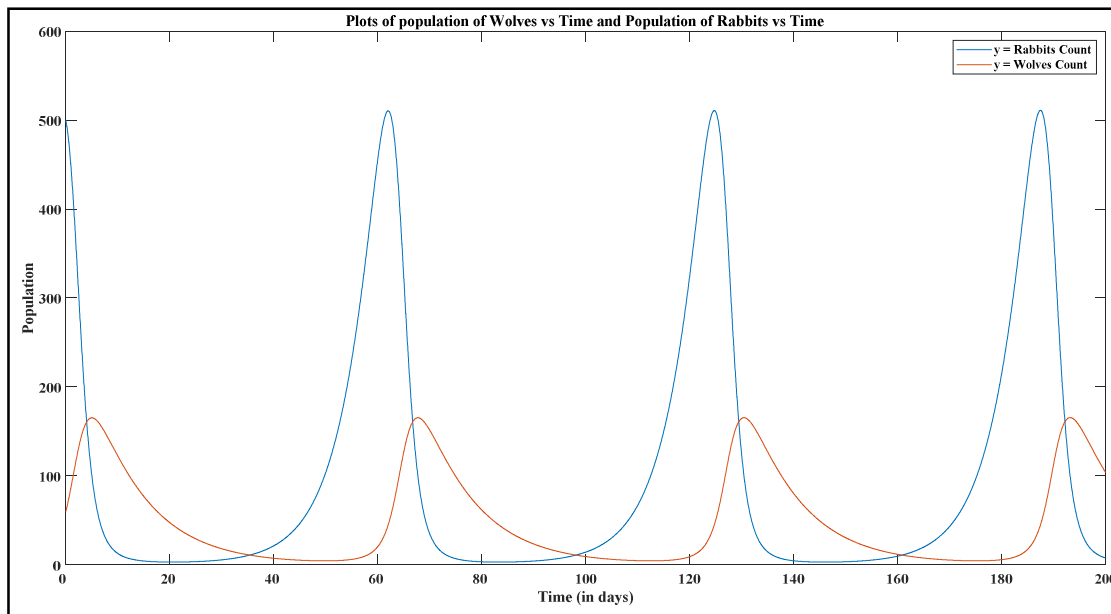 Plots of population of Wolves vs Time and Population of Rabbits vs Time
y = Rabbits Count
y = Wolves Count
600
500
400
300
200
100
0
Population
0 20 40 60 80 100 120 140 160 180 200
Time (in days)